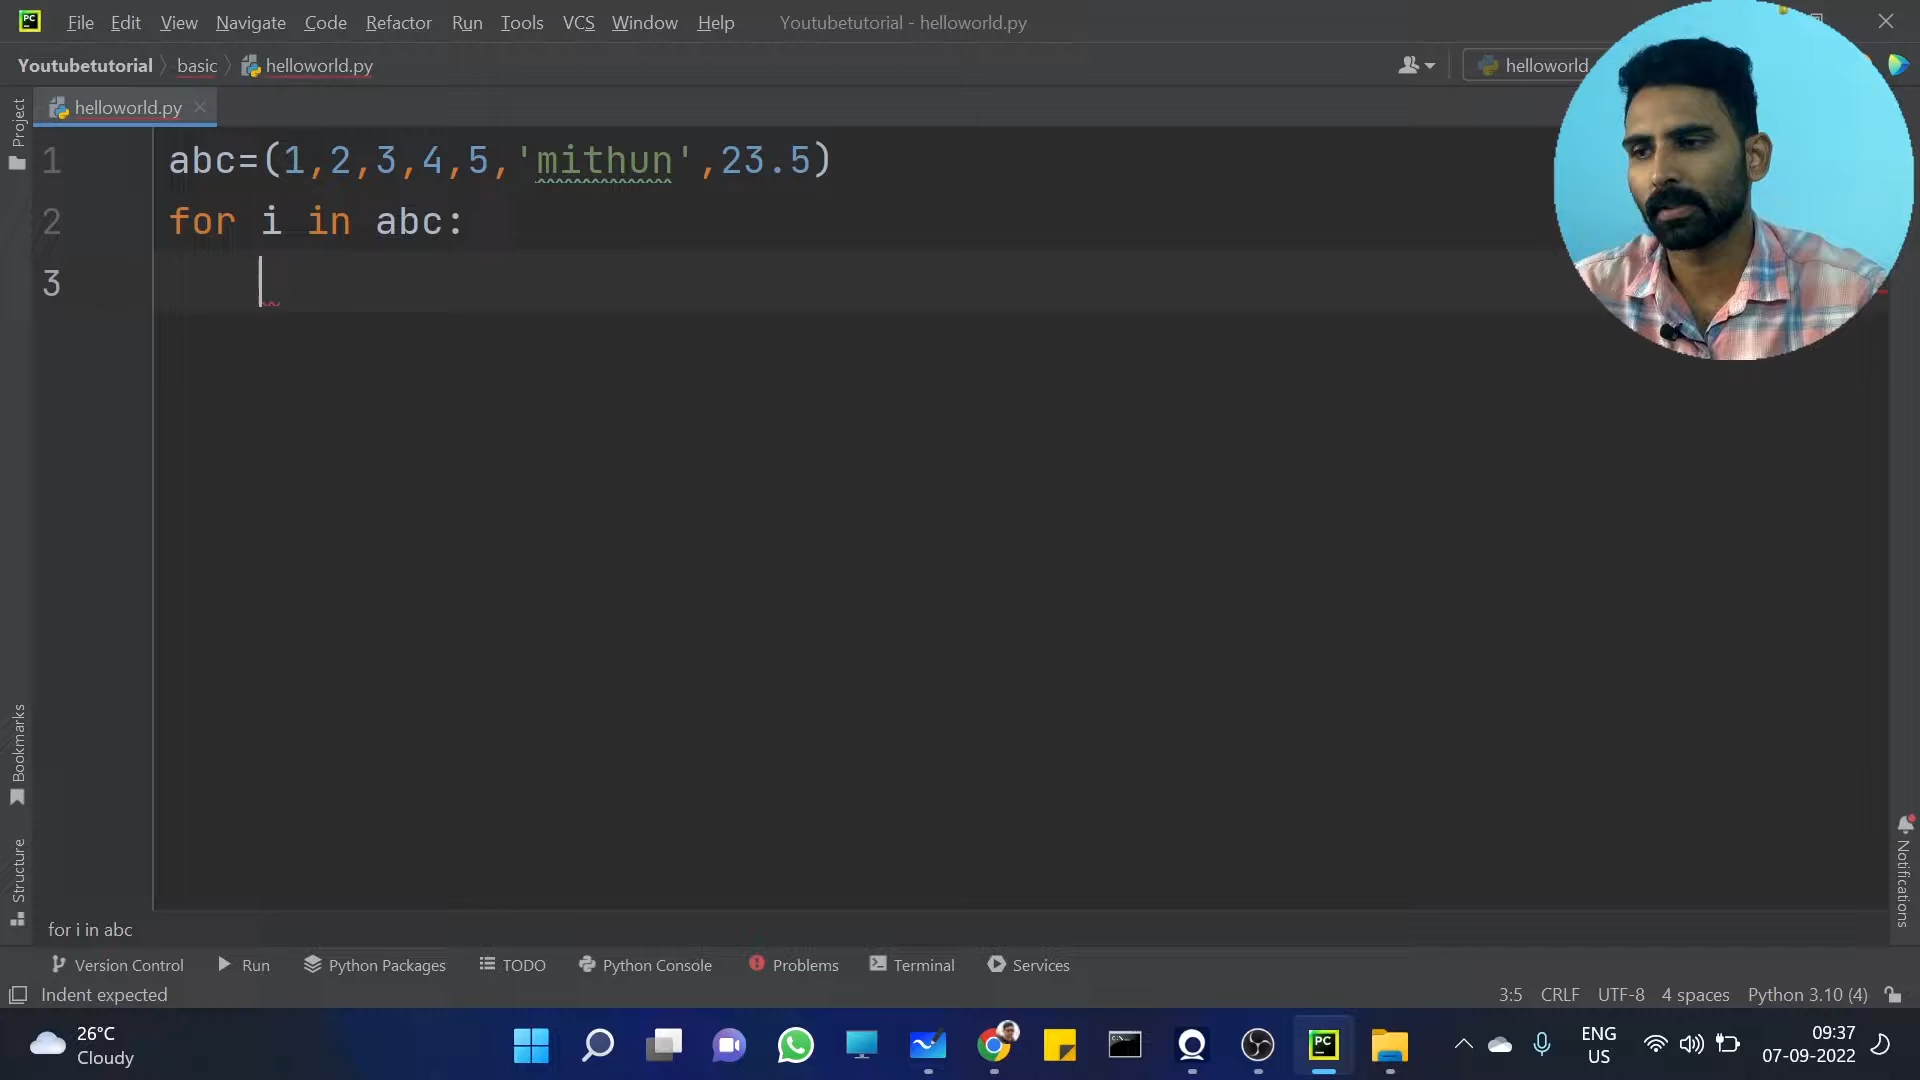 PC File Edit View Navigate Code Refactor Run Tools VCS Window Help Youtubetutorial - helloworld.py
Youtubetutorial basic helloworld.py helloworld
helloworld.py
Project
1 abc=(1,2,3,4,5,'mithun',23.5)
2 for i in abc:
3
Bookmarks
Structure
Notifications
for i in abc
Version Control Run Python Packages TODO Python Console Problems Terminal Services
Indent expected 3:5 CRLF UTF-8 4 spaces Python 3.10 (4)
26°C
Cloudy
PC
ENG
US
09:37
07-09-2022